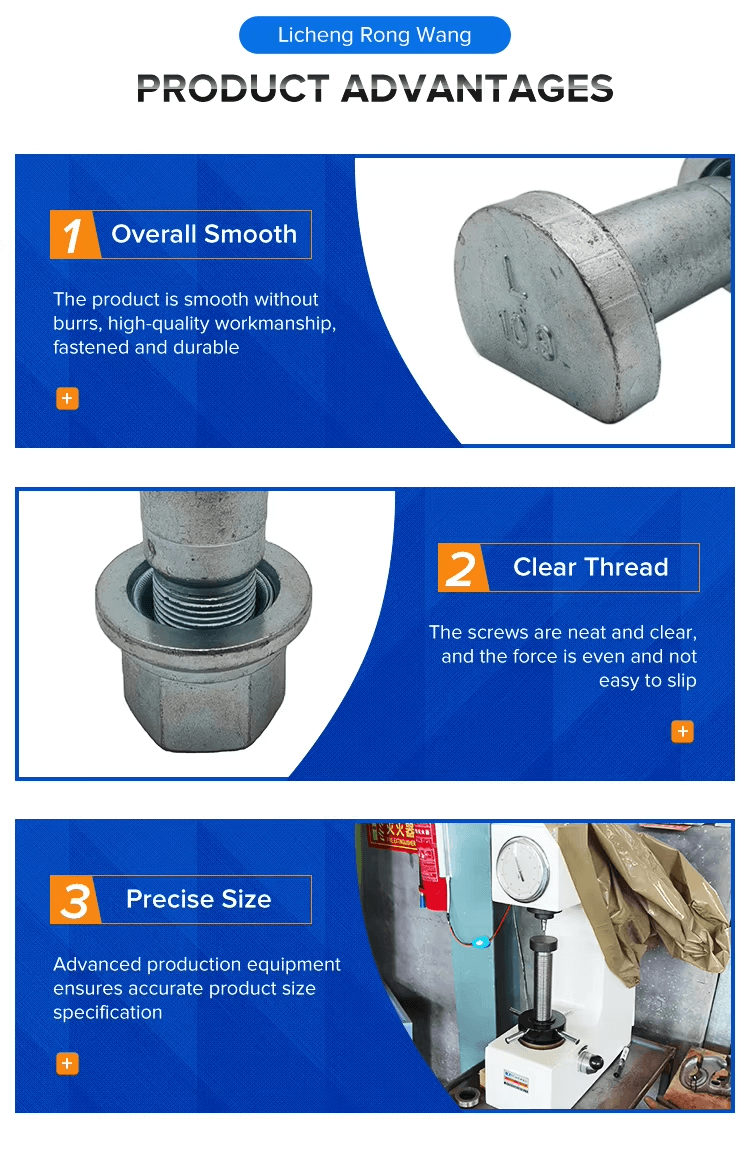 Licheng Rong Wang
PRODUCT ADVANTAGES
1 Overall Smooth
The product is smooth without
burrs, high-quality workmanship,
fastened and durable
+
L
10.9
2 Clear Thread
The screws are neat and clear,
and the force is even and not
easy to slip
+
3 Precise Size
Advanced production equipment
ensures accurate product size
specification
+
火器